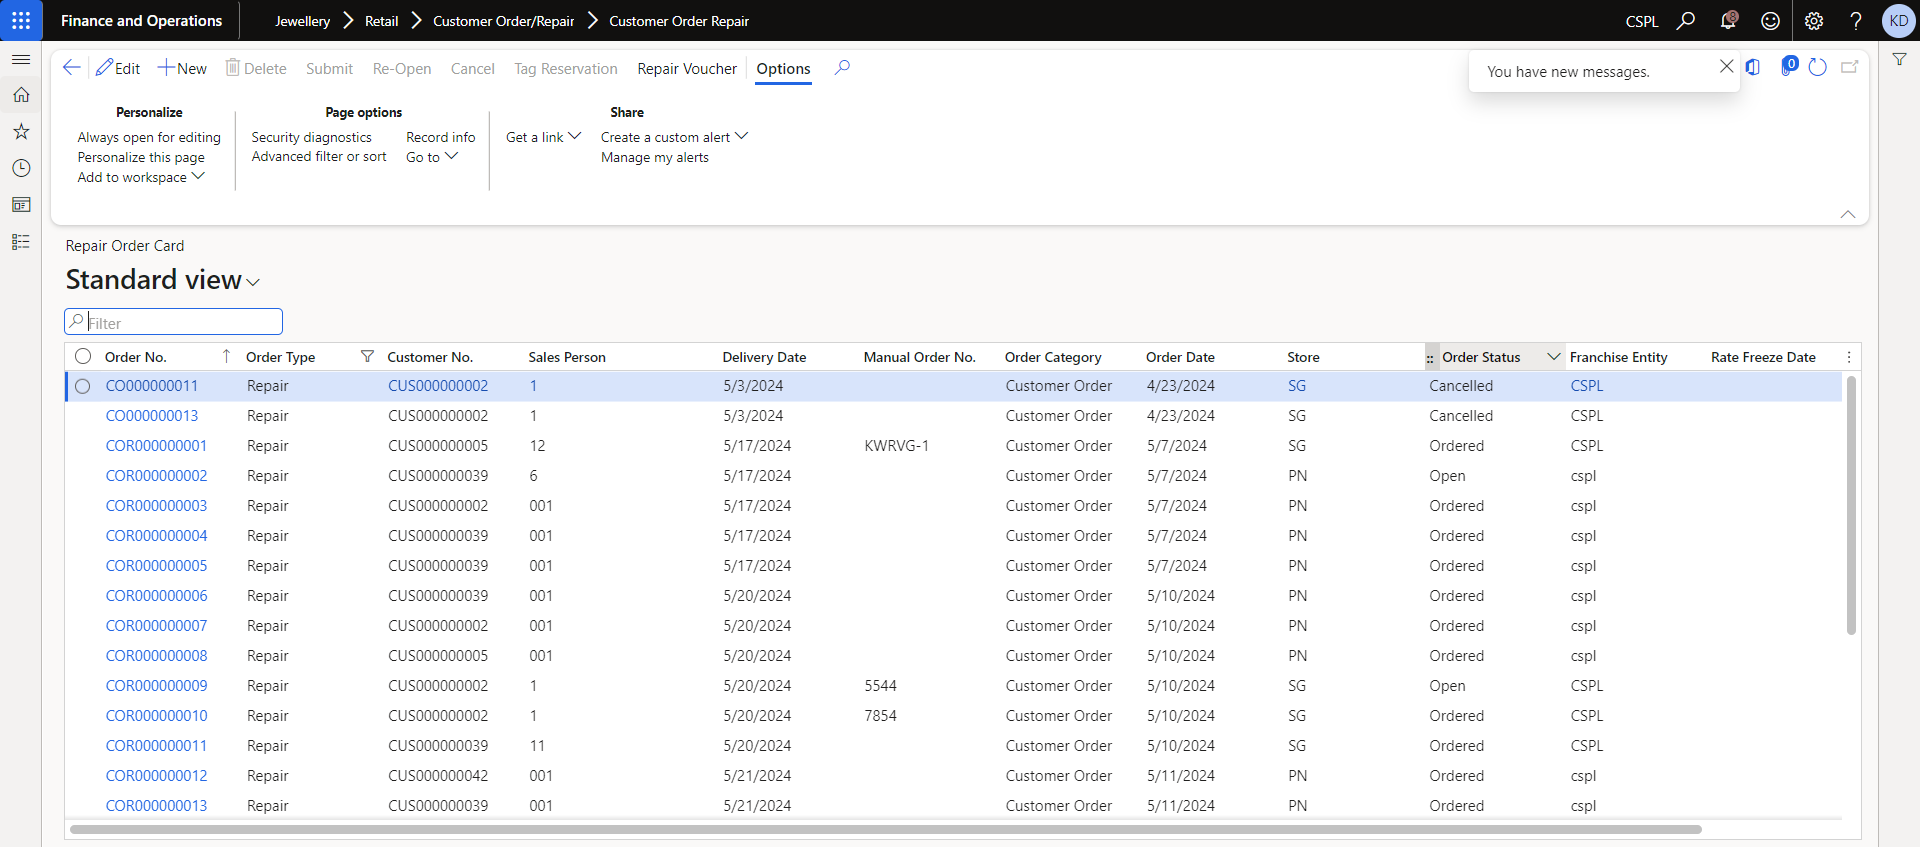 Finance and Operations Jewellery Retail Customer Order/Repair Customer Order Repair CSPL 8 ? KD
Edit New Delete Submit Re-Open Cancel Tag Reservation Repair Voucher Options You have new messages. 0
Personalize Page options Share
Always open for editing Security diagnostics Record info Get a link Create a custom alert
Personalize this page Advanced filter or sort Go to Manage my alerts
Add to workspace
Repair Order Card
Standard view
Filter
Order No. Order Type Customer No. Sales Person Delivery Date Manual Order No. Order Category Order Date Store Order Status Franchise Entity Rate Freeze Date
CO000000011 Repair CUS000000002 1 5/3/2024 Customer Order 4/23/2024 SG Cancelled CSPL
CO000000013 Repair CUS000000002 1 5/3/2024 Customer Order 4/23/2024 SG Cancelled CSPL
COR000000001 Repair CUS000000005 12 5/17/2024 KWRVG-1 Customer Order 5/7/2024 SG Ordered CSPL
COR000000002 Repair CUS000000039 6 5/17/2024 Customer Order 5/7/2024 PN Open cspl
COR000000003 Repair CUS000000002 001 5/17/2024 Customer Order 5/7/2024 PN Ordered cspl
COR000000004 Repair CUS000000039 001 5/17/2024 Customer Order 5/7/2024 PN Ordered cspl
COR000000005 Repair CUS000000039 001 5/17/2024 Customer Order 5/7/2024 PN Ordered cspl
COR000000006 Repair CUS000000039 001 5/20/2024 Customer Order 5/10/2024 PN Ordered cspl
COR000000007 Repair CUS000000002 001 5/20/2024 Customer Order 5/10/2024 PN Ordered cspl
COR000000008 Repair CUS000000005 001 5/20/2024 Customer Order 5/10/2024 PN Ordered cspl
COR000000009 Repair CUS000000002 1 5/20/2024 5544 Customer Order 5/10/2024 SG Open CSPL
COR000000010 Repair CUS000000002 1 5/20/2024 7854 Customer Order 5/10/2024 SG Ordered CSPL
COR000000011 Repair CUS000000039 11 5/20/2024 Customer Order 5/10/2024 SG Ordered CSPL
COR000000012 Repair CUS000000042 001 5/21/2024 Customer Order 5/11/2024 PN Ordered cspl
COR000000013 Repair CUS000000039 001 5/21/2024 Customer Order 5/11/2024 PN Ordered cspl